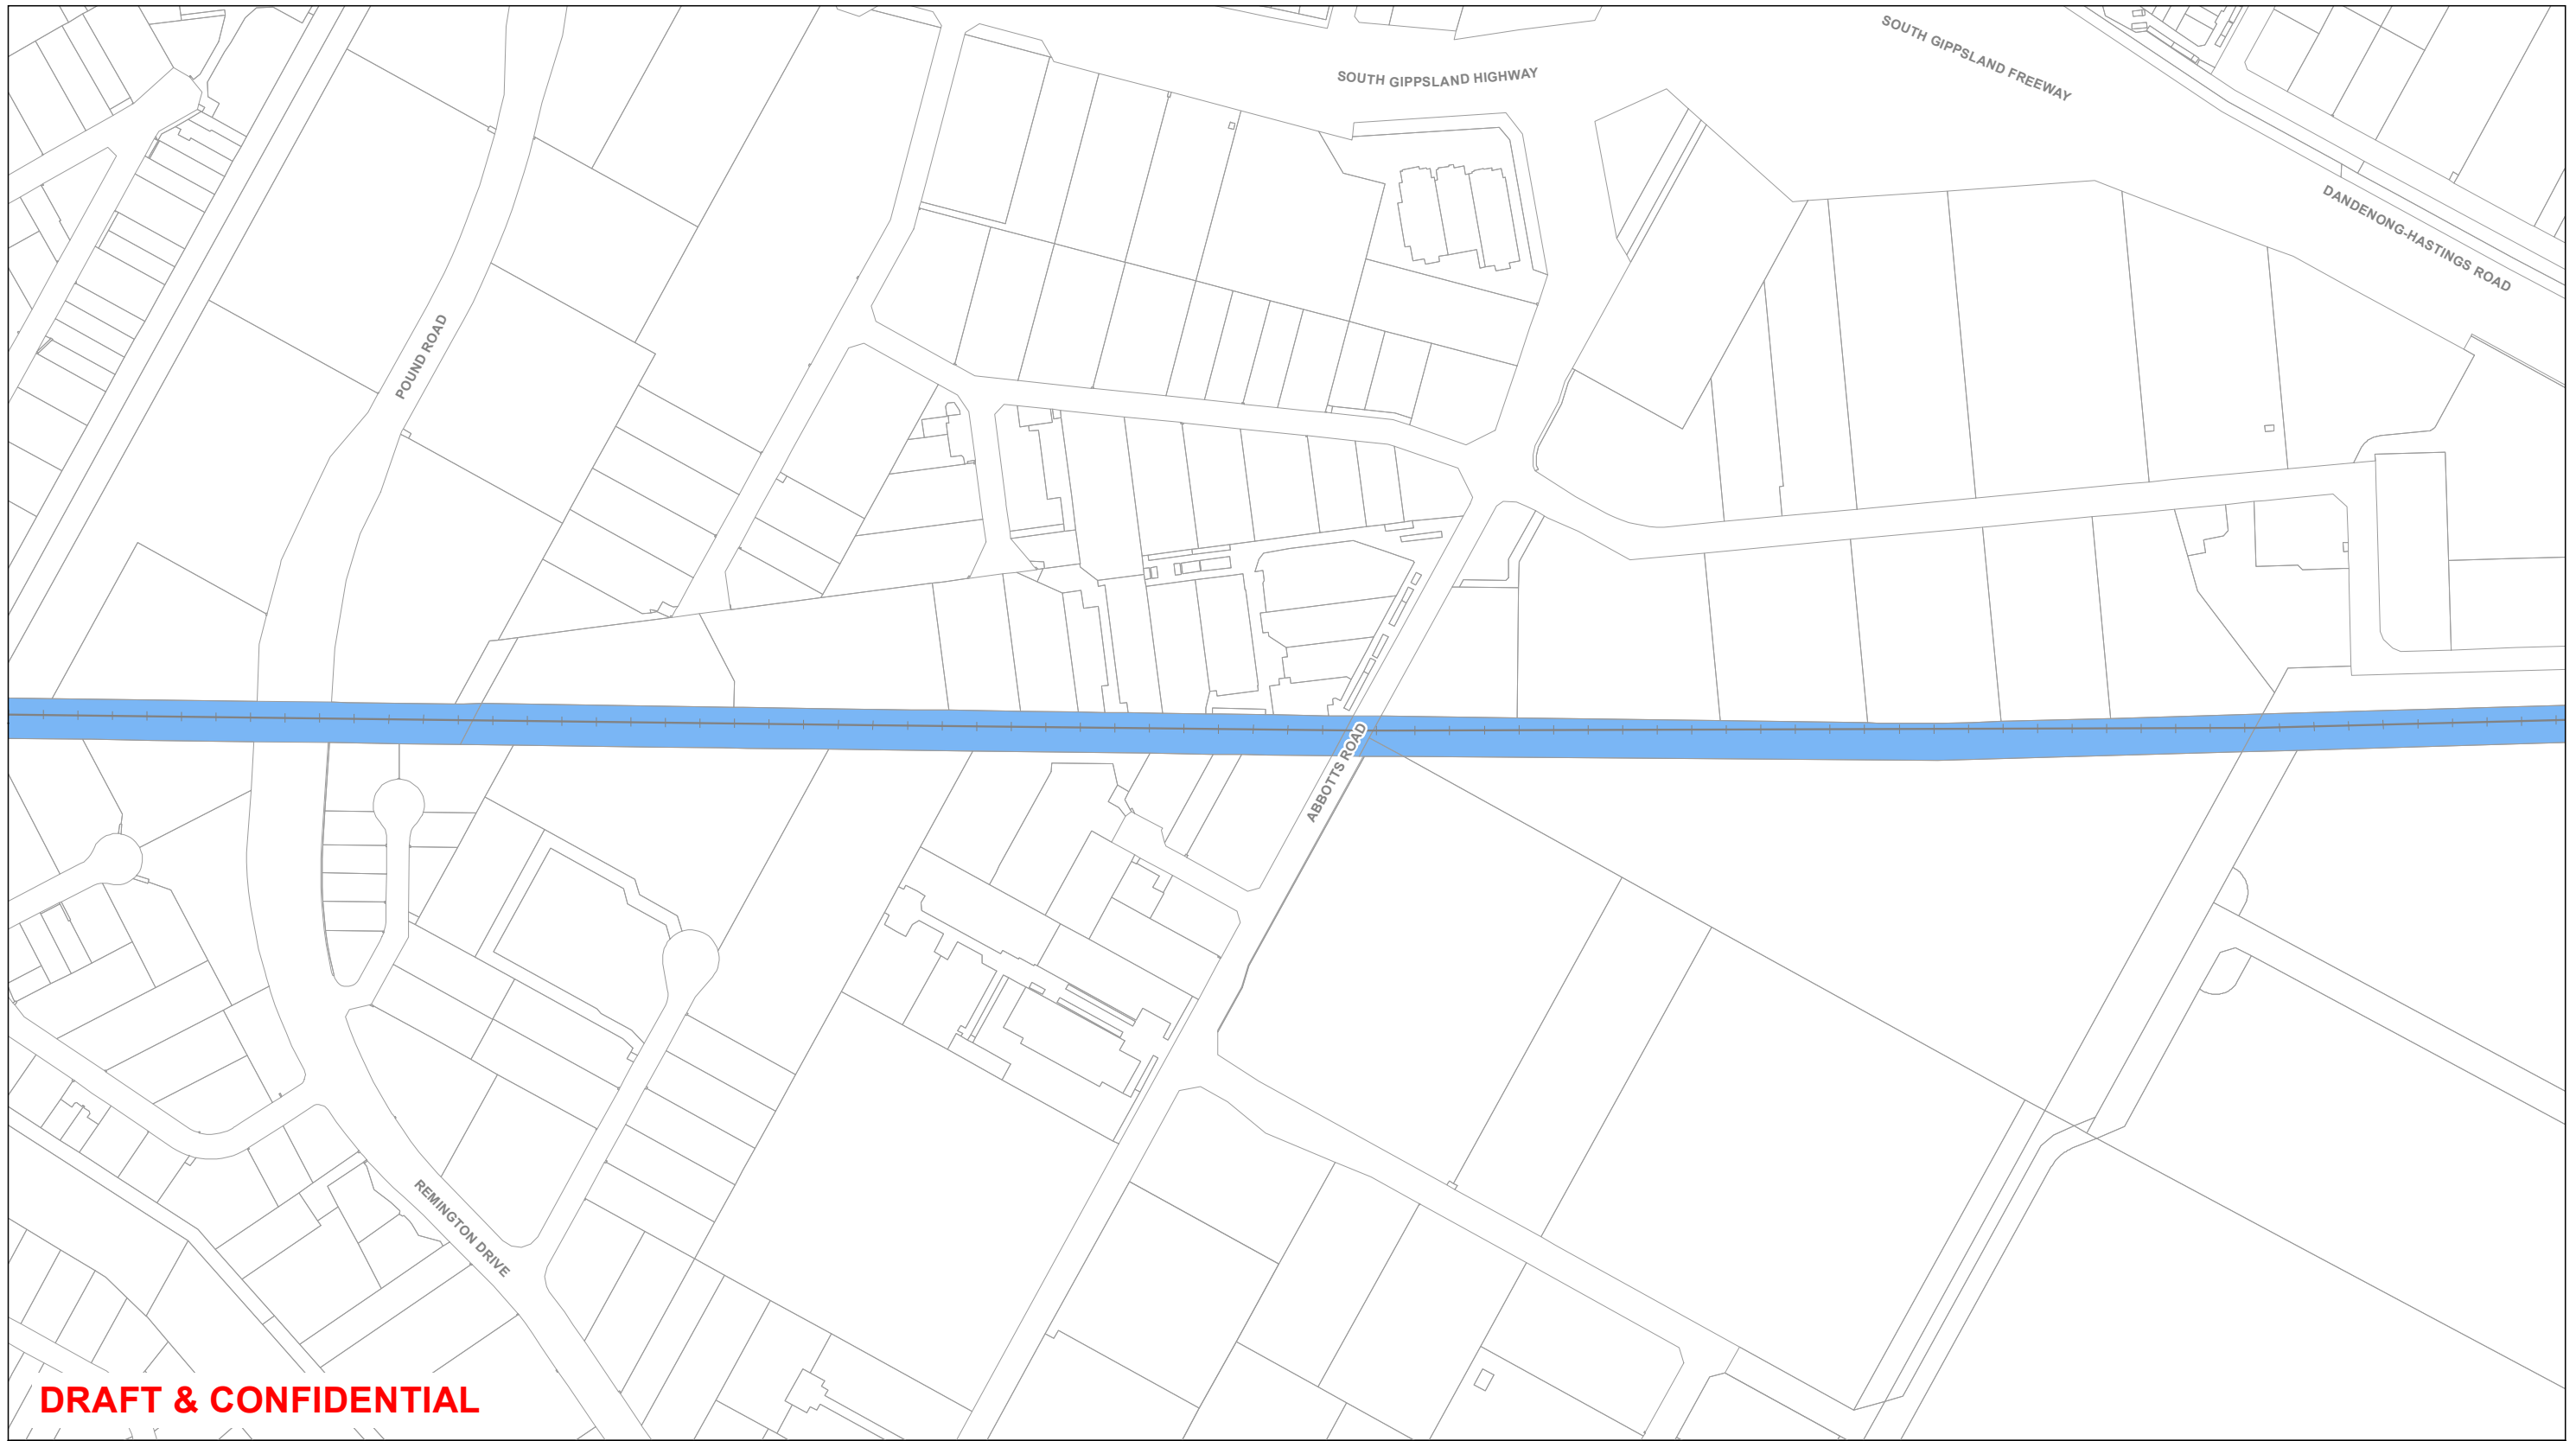 SOUTH GIPPSLAND FREEWAY
SOUTH GIPPSLAND HIGHWAY
DANDENONG-HASTINGS ROAD
POUND ROAD
ABBOTTS ROAD
REMINGTON DRIVE
DRAFT & CONFIDENTIAL